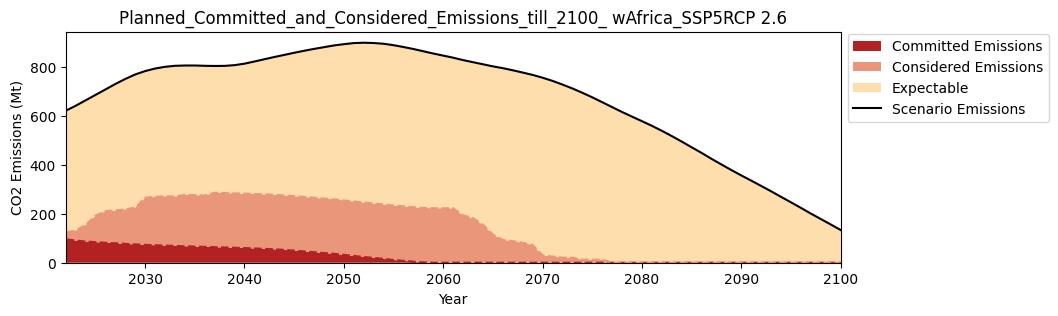 Planned_Committed_and_Considered_Emissions_till_2100_ wAfrica_SSP5RCP 2.6
Committed Emissions
Considered Emissions
Expectable
Scenario Emissions
CO2 Emissions (Mt)
800
600
400
200
0
2030 2040 2050 2060 2070 2080 2090 2100
Year